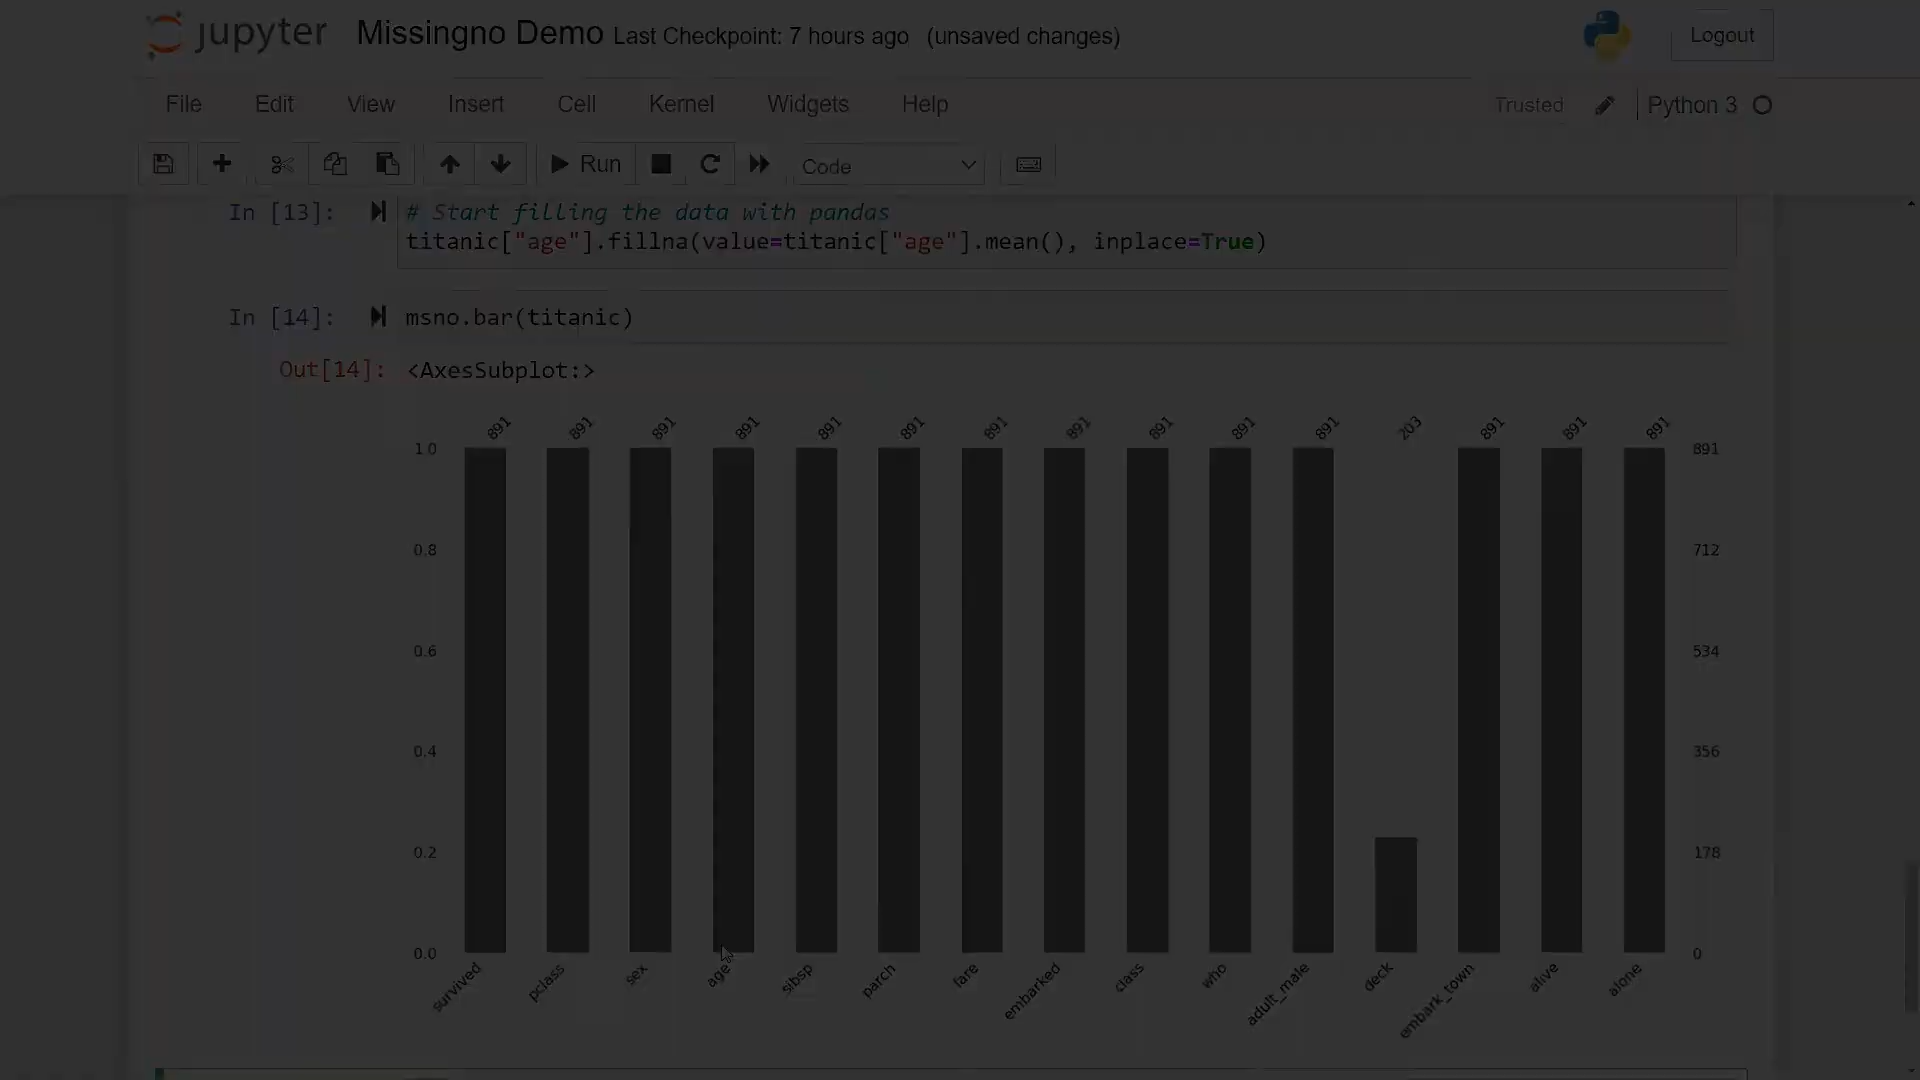 jupyter Missingno Demo Last Checkpoint: 7 hours ago (unsaved changes) Logout
File Edit View Insert Cell Kernel Widgets Help Trusted Python 3
Run Code
In [13]: # Start filling the data with pandas
titanic["age"].fillna(value=titanic["age"].mean(), inplace=True)
In [14]: msno.bar(titanic)
Out[14]: <AxesSubplot:>
891 891 891 891 891 891 891 891 891 891 891 203 891 891 891
1.0 891
0.8 712
0.6 534
0.4 356
0.2 178
0.0 0
survived pclass sex age sibsp parch fare embarked class who adult_male deck embark_town alive alone